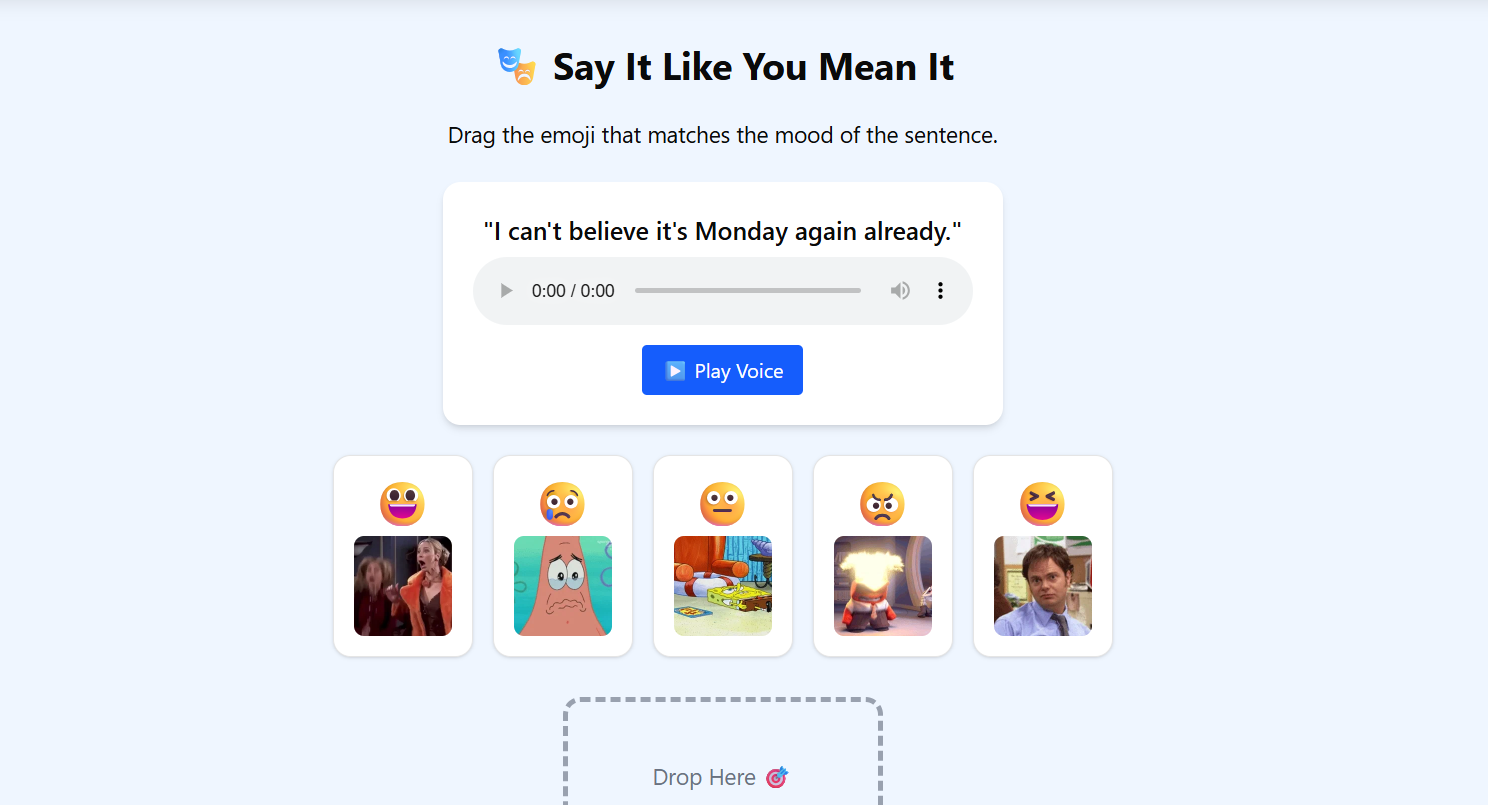 Say It Like You Mean It
Drag the emoji that matches the mood of the sentence.
"I can't believe it's Monday again already."
0:00 / 0:00
Play Voice
Drop Here